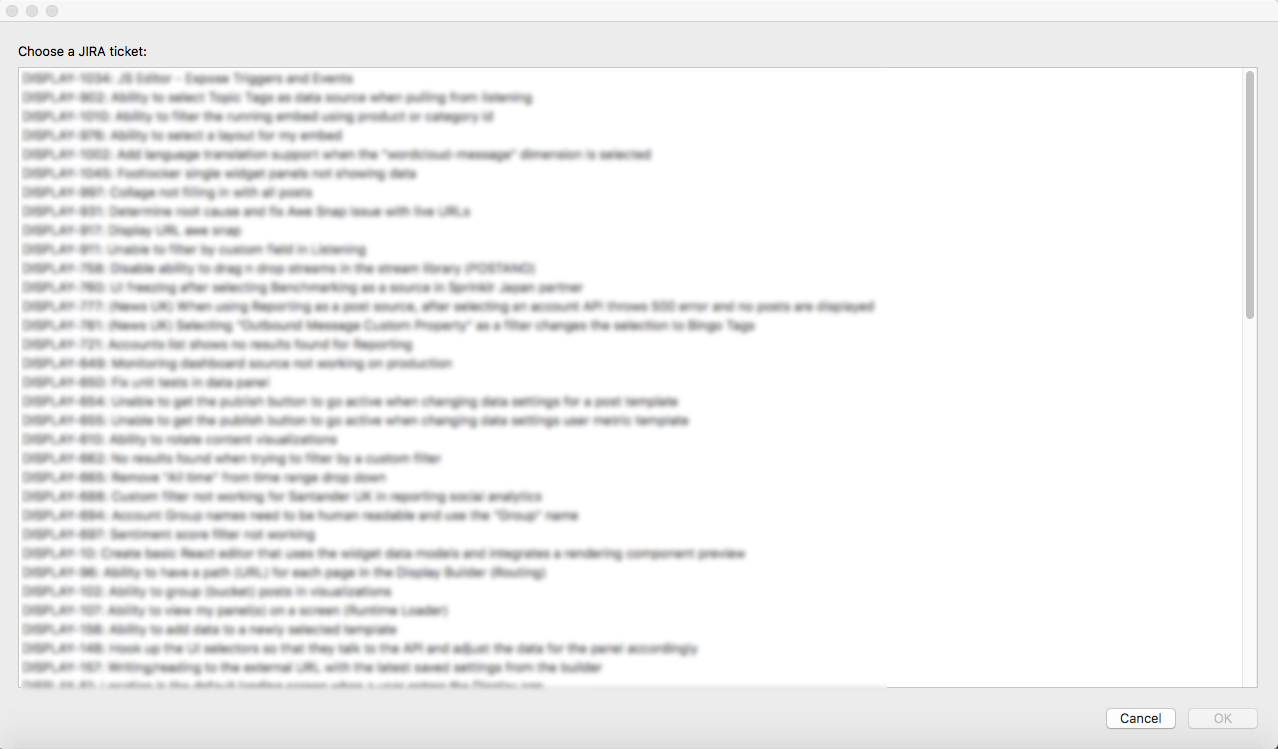 Choose a JIRA ticket:
DISPLAY-1034: JS Editor - Expose Triggers and Events
DISPLAY-902: Ability to select Topic Tags as data source when pulling from listening
DISPLAY-1010: Ability to filter the running embed using product or category id
DISPLAY-976: Ability to select a layout for my embed
DISPLAY-1002: Add language translation support when the "wordcloud-message" dimension is selected
DISPLAY-1045: Footlocker single widget panels not showing data
DISPLAY-997: Collage not filling in with all posts
DISPLAY-931: Determine root cause and fix Awe Snap issue with live URLs
DISPLAY-917: Display URL awe snap
DISPLAY-911: Unable to filter by custom field in Listening
DISPLAY-758: Disable ability to drag n drop streams in the stream library (POSTANO)
DISPLAY-760: UI freezing after selecting Benchmarking as a source in Sprinklr Japan partner
DISPLAY-777: (News UK) When using Reporting as a post source, after selecting an account API throws 500 error and no posts are displayed
DISPLAY-781: (News UK) Selecting "Outbound Message Custom Property" as a filter changes the selection to Bingo Tags
DISPLAY-721: Accounts list shows no results found for Reporting
DISPLAY-649: Monitoring dashboard source not working on production
DISPLAY-650: Fix unit tests in data panel
DISPLAY-654: Unable to get the publish button to go active when changing data settings for a post template
DISPLAY-655: Unable to get the publish button to go active when changing data settings user metric template
DISPLAY-610: Ability to rotate content visualizations
DISPLAY-662: No results found when trying to filter by a custom filter
DISPLAY-665: Remove "All time" from time range drop down
DISPLAY-688: Custom filter not working for Santander UK in reporting social analytics
DISPLAY-694: Account Group names need to be human readable and use the "Group" name
DISPLAY-697: Sentiment score filter not working
DISPLAY-10: Create basic React editor that uses the widget data models and integrates a rendering component preview
DISPLAY-96: Ability to have a path (URL) for each page in the Display Builder (Routing)
DISPLAY-102: Ability to group (bucket) posts in visualizations
DISPLAY-107: Ability to view my panel(s) on a screen (Runtime Loader)
DISPLAY-158: Ability to add data to a newly selected template
DISPLAY-148: Hook up the UI selectors so that they talk to the API and adjust the data for the panel accordingly
DISPLAY-157: Writing/reading to the external URL with the latest saved settings from the builder
Cancel
OK